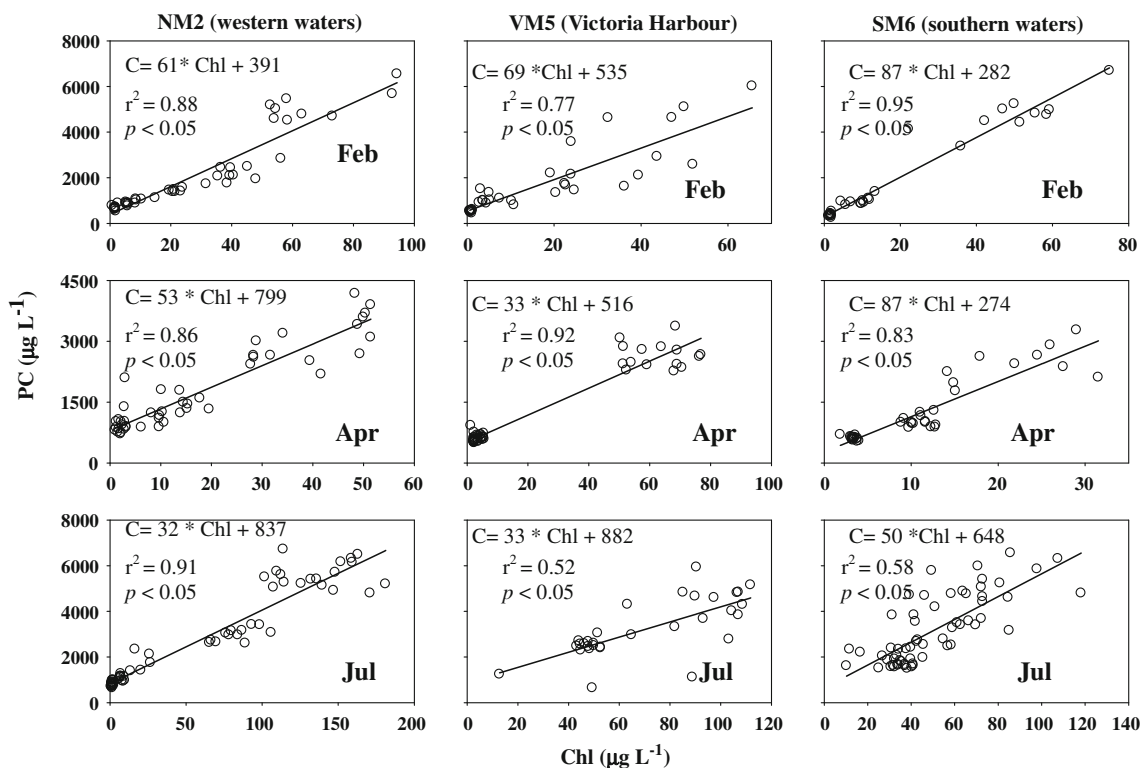 NM2 (western waters)
VM5 (Victoria Harbour)
SM6 (southern waters)
8000
6000
4000
2000
0
C= 61* Chl + 391
r² = 0.88
p < 0.05
Feb
0 20 40 60 80 100
C= 69 *Chl + 535
r² = 0.77
p < 0.05
Feb
0 20 40 60
C= 87 * Chl + 282
r² = 0.95
p < 0.05
Feb
0 20 40 60 80
PC (µg L⁻¹)
4500
3000
1500
0
C= 53 * Chl + 799
r² = 0.86
p < 0.05
Apr
0 10 20 30 40 50 60
C= 33 * Chl + 516
r² = 0.92
p < 0.05
Apr
0 20 40 60 80 100
C= 87 * Chl + 274
r² = 0.83
p < 0.05
Apr
0 10 20 30
8000
6000
4000
2000
0
C= 32 * Chl + 837
r² = 0.91
p < 0.05
Jul
0 50 100 150 200
C= 33 * Chl + 882
r² = 0.52
p < 0.05
Jul
0 20 40 60 80 100 120
C= 50 *Chl + 648
r² = 0.58
p < 0.05
Jul
0 20 40 60 80 100 120 140
Chl (µg L⁻¹)